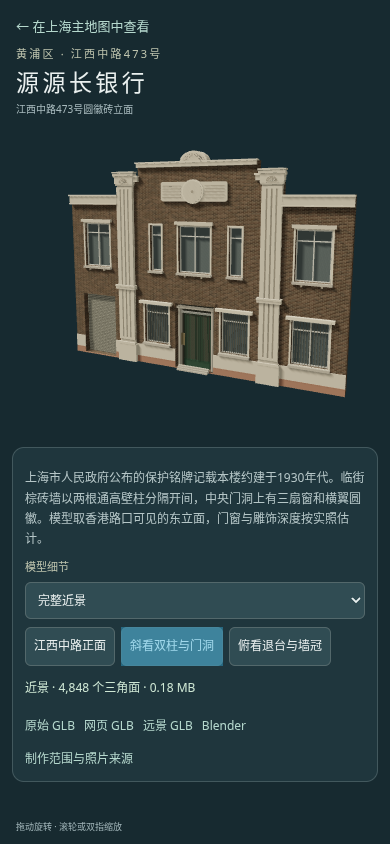 ← 在上海主地图中查看
黄浦区 · 江西中路473号
源源长银行
江西中路473号圆徽砖立面
上海市人民政府公布的保护铭牌记载本楼约建于1930年代。临街
棕砖墙以两根通高壁柱分隔开间，中央门洞上有三扇窗和横翼圆
徽。模型取香港路口可见的东立面，门窗与雕饰深度按实照估
计。
模型细节
完整近景
江西中路正面 斜看双柱与门洞 俯看退台与墙冠
近景 · 4,848 个三角面 · 0.18 MB
原始 GLB 网页 GLB 远景 GLB Blender
制作范围与照片来源
拖动旋转 · 滚轮或双指缩放